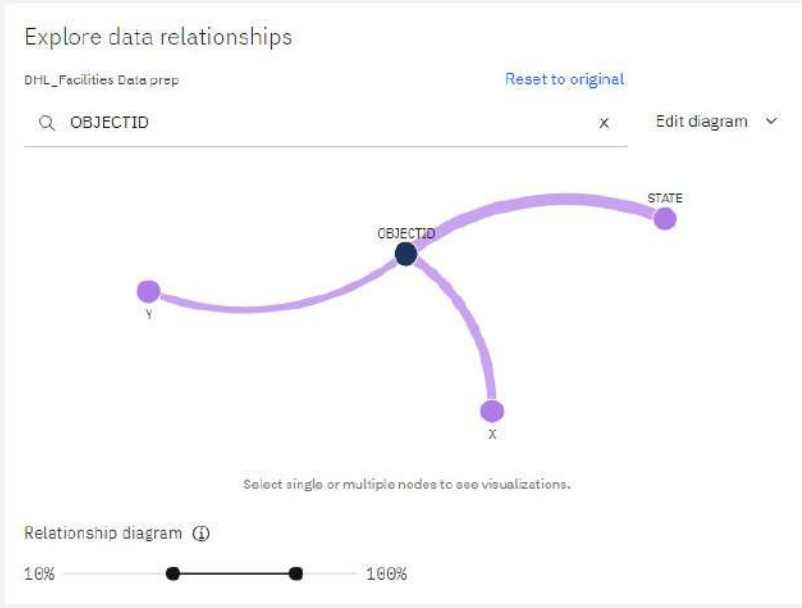 Explore data relationships
DHL_Facilities Data prep
Reset to original
OBJECTID
x
Edit diagram
STATE
OBJECTID
Y
X
Select single or multiple nodes to see visualizations.
Relationship diagram
10%
100%